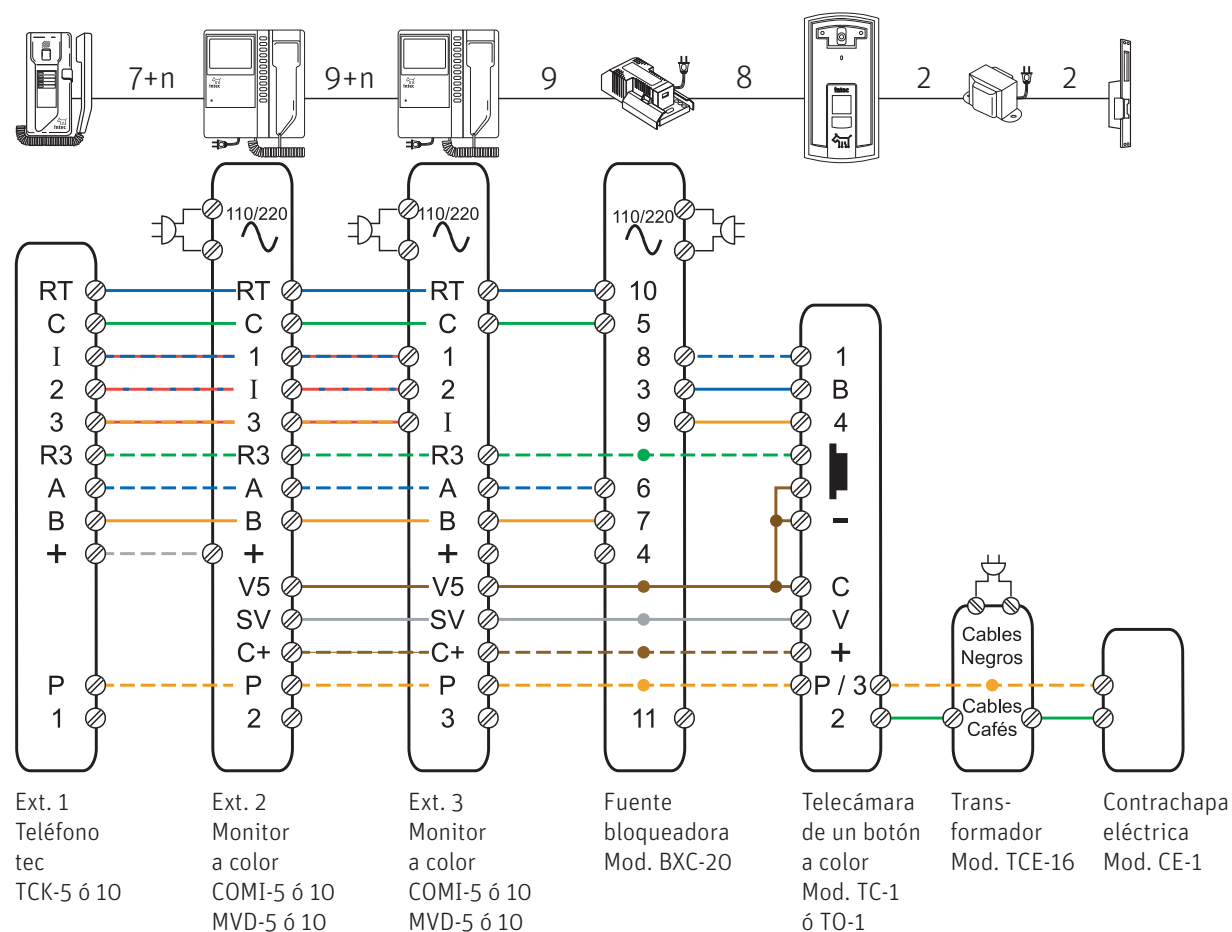 7+n 9+n 9 8 2 2
intec intec intec intec
110/220 110/220 110/220
RT RT RT 10
C C C 5
I 1 1 8 1
2 I 2 3 B
3 3 I 9 4
R3 R3 R3
A A A 6
B B B 7 -
+ + + 4
V5 V5 C
SV SV V
C+ C+ +
P P P P / 3
1 2 3 11 2
Cables
Negros
Cables
Cafés
Ext. 1
Teléfono
tec
TCK-5 ó 10
Ext. 2
Monitor
a color
COMI-5 ó 10
MVD-5 ó 10
Ext. 3
Monitor
a color
COMI-5 ó 10
MVD-5 ó 10
Fuente
bloqueadora
Mod. BXC-20
Telecámara
de un botón
a color
Mod. TC-1
ó TO-1
Trans-
formador
Mod. TCE-16
Contrachapa
eléctrica
Mod. CE-1